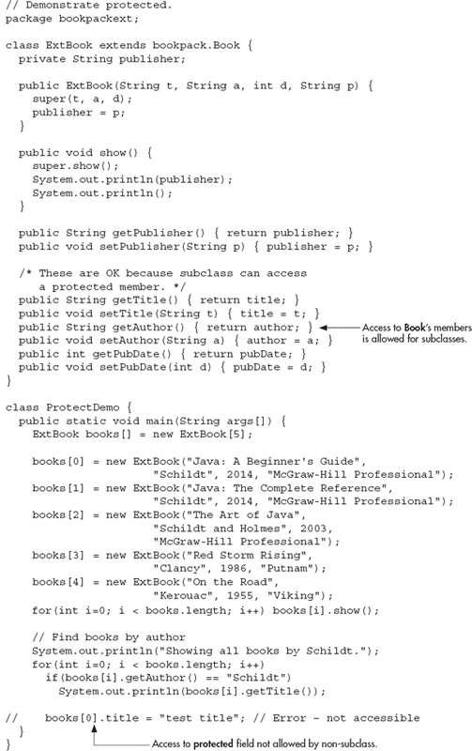 // Demonstrate protected.
package bookpackext;

class ExtBook extends bookpack.Book {
  private String publisher;

  public ExtBook(String t, String a, int d, String p) {
    super(t, a, d);
    publisher = p;
  }

  public void show() {
    super.show();
    System.out.println(publisher);
    System.out.println();
  }

  public String getPublisher() { return publisher; }
  public void setPublisher(String p) { publisher = p; }

  /* These are OK because subclass can access
     a protected member. */
  public String getTitle() { return title; }
  public void setTitle(String t) { title = t; }
  public String getAuthor() { return author; } Access to Book's members
  public void setAuthor(String a) { author = a; } is allowed for subclasses.
  public int getPubDate() { return pubDate; }
  public void setPubDate(int d) { pubDate = d; }
}

class ProtectDemo {
  public static void main(String args[]) {
    ExtBook books[] = new ExtBook[5];

    books[0] = new ExtBook("Java: A Beginner's Guide",
                "Schildt", 2014, "McGraw-Hill Professional");
    books[1] = new ExtBook("Java: The Complete Reference",
                "Schildt", 2014, "McGraw-Hill Professional");
    books[2] = new ExtBook("The Art of Java",
                "Schildt and Holmes", 2003,
                "McGraw-Hill Professional");
    books[3] = new ExtBook("Red Storm Rising",
                "Clancy", 1986, "Putnam");
    books[4] = new ExtBook("On the Road",
                "Kerouac", 1955, "Viking");
    for(int i=0; i < books.length; i++) books[i].show();

    // Find books by author
    System.out.println("Showing all books by Schildt.");
    for(int i=0; i < books.length; i++)
      if(books[i].getAuthor() == "Schildt")
        System.out.println(books[i].getTitle());

//    books[0].title = "test title"; // Error – not accessible
  }
}
Access to protected field not allowed by non-subclass.